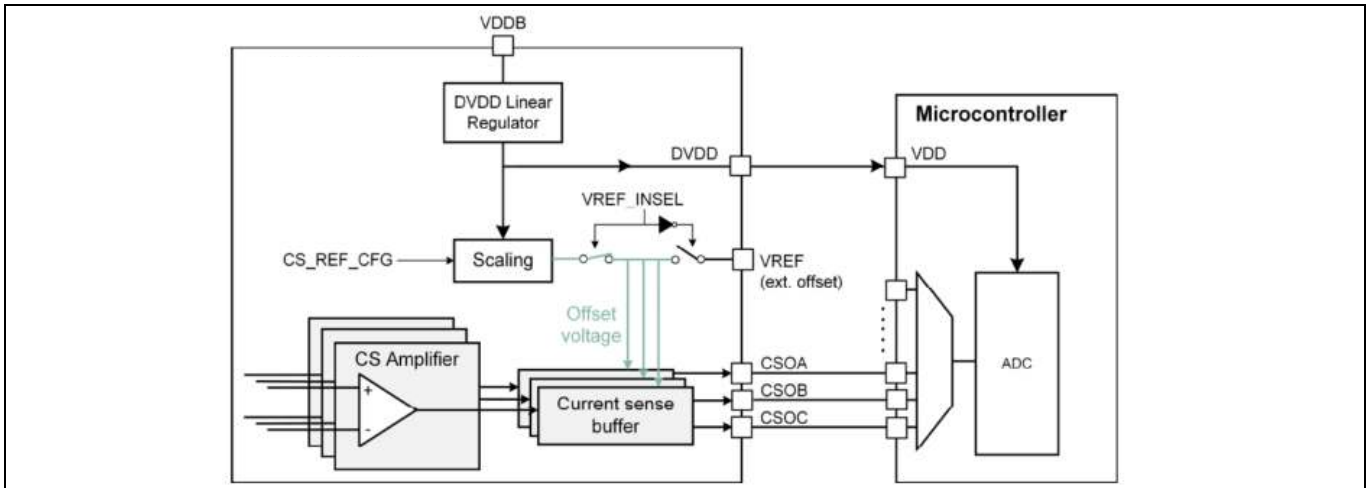 VDDB
DVDD Linear
Regulator
Microcontroller
DVDD
VDD
VREF_INSEL
CS_REF_CFG
Scaling
VREF
(ext. offset)
Offset
voltage
CS Amplifier
+
-
CSOA
ADC
Current sense
buffer
CSOB
CSOC